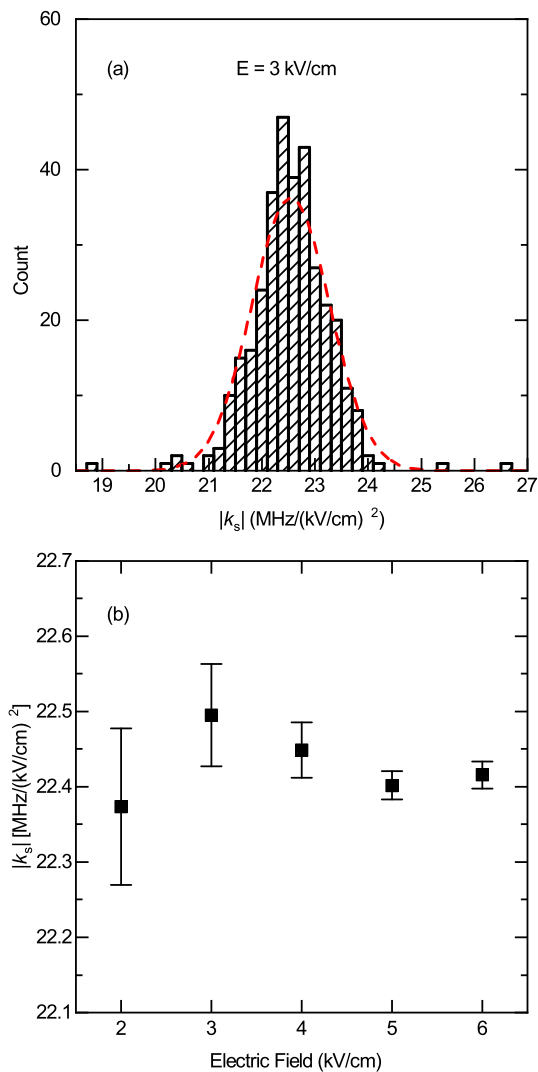 60
(a)
E = 3 kV/cm
40
Count
20
0
19 20 21 22 23 24 25 26 27
|kₛ| (MHz/(kV/cm) ²)
22.7
(b)
22.6
22.5
|kₛ| [MHz/(kV/cm) ²]
22.4
22.3
22.2
22.1
2 3 4 5 6
Electric Field (kV/cm)